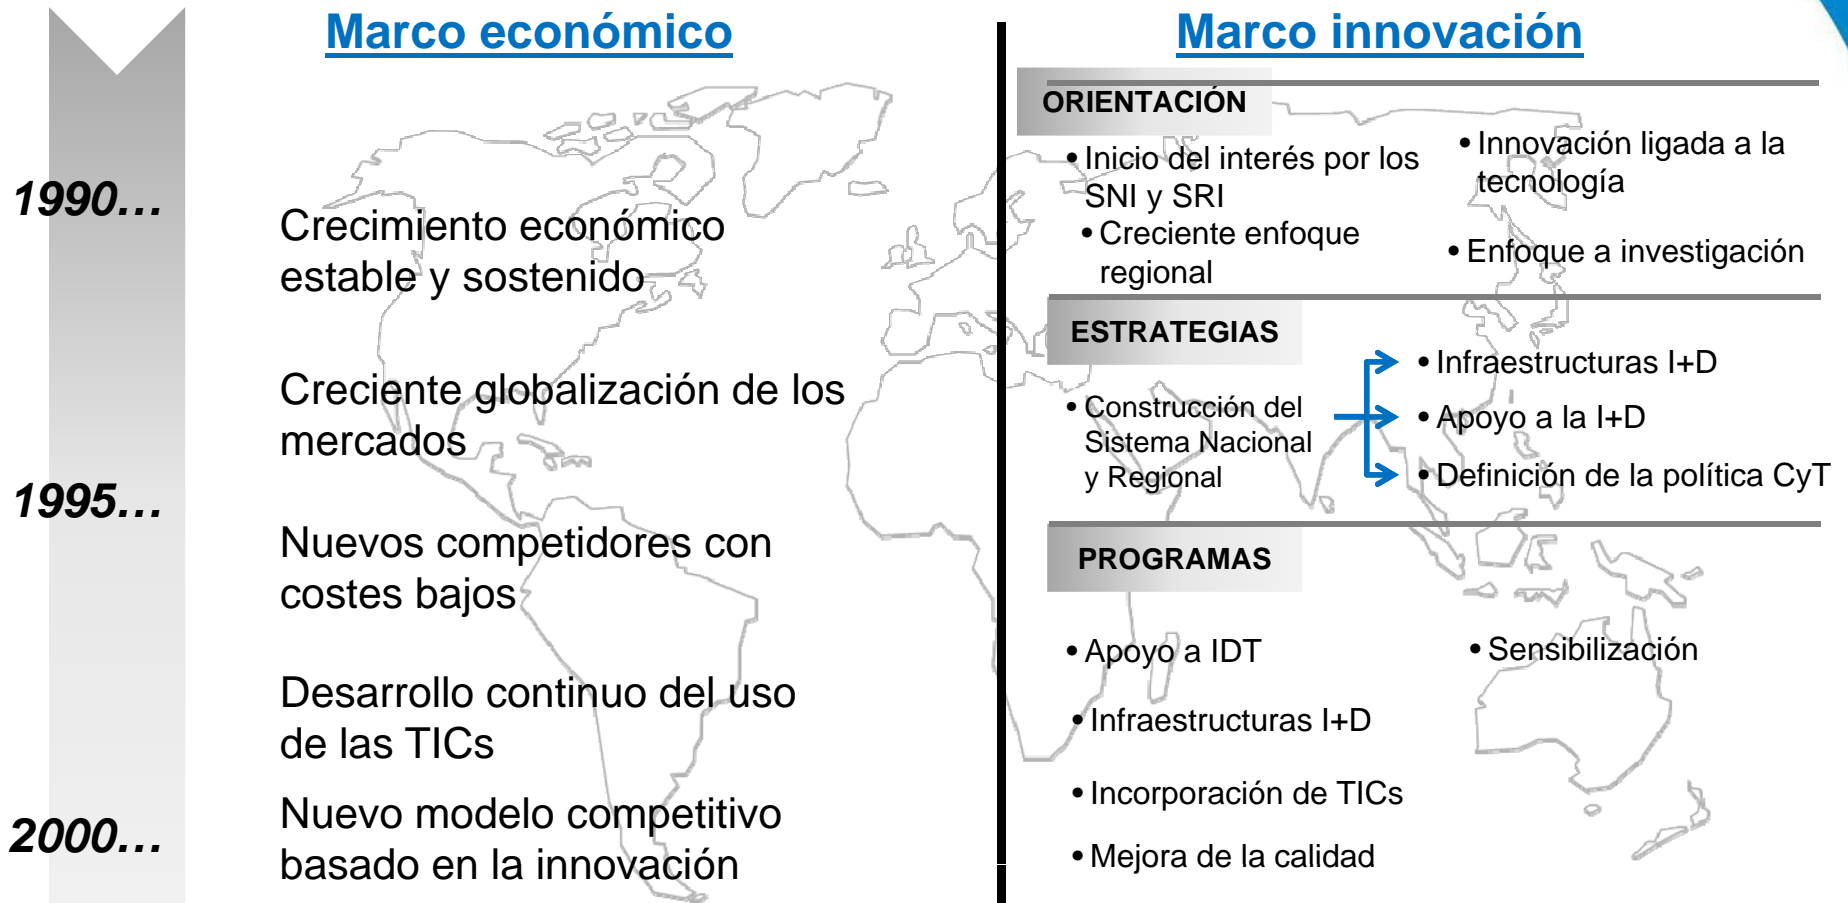 Marco económico
1990…
1995…
2000…
Crecimiento económico
estable y sostenido
Creciente globalización de los
mercados
Nuevos competidores con
costes bajos
Desarrollo continuo del uso
de las TICs
Nuevo modelo competitivo
basado en la innovación
Marco innovación
ORIENTACIÓN
• Inicio del interés por los
SNI y SRI
• Creciente enfoque
regional
• Innovación ligada a la
tecnología
• Enfoque a investigación
ESTRATEGIAS
• Construcción del
Sistema Nacional
y Regional
• Infraestructuras I+D
• Apoyo a la I+D
• Definición de la política CyT
PROGRAMAS
• Apoyo a IDT
• Infraestructuras I+D
• Incorporación de TICs
• Mejora de la calidad
• Sensibilización